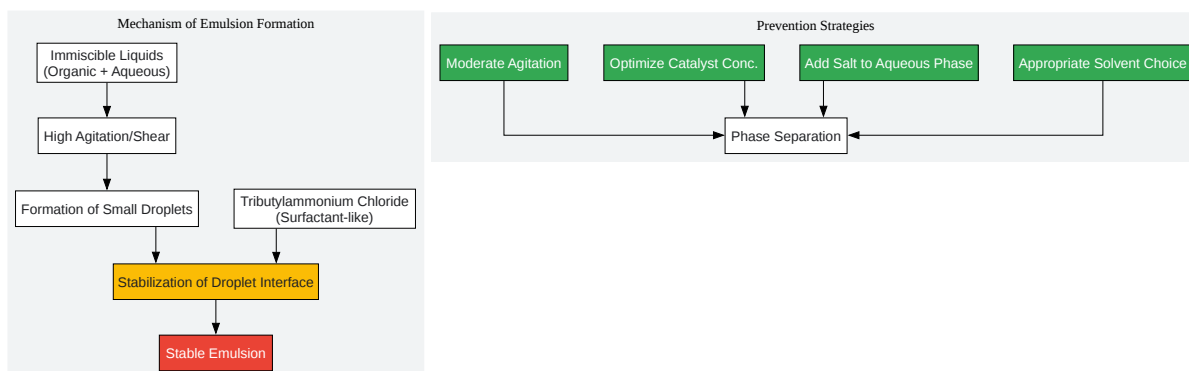 Mechanism of Emulsion Formation
Immiscible Liquids
(Organic + Aqueous)
High Agitation/Shear
Formation of Small Droplets
Tributylammonium Chloride
(Surfactant-like)
Stabilization of Droplet Interface
Stable Emulsion
Prevention Strategies
Moderate Agitation
Optimize Catalyst Conc.
Add Salt to Aqueous Phase
Appropriate Solvent Choice
Phase Separation